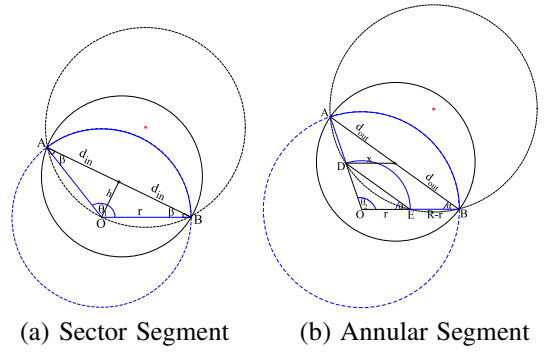 A
β
d_in
h
d_in
θ
r
β
B
O
A
d_out
D
x
d_out
θ
O
r
E
R-r
B
(a) Sector Segment
(b) Annular Segment